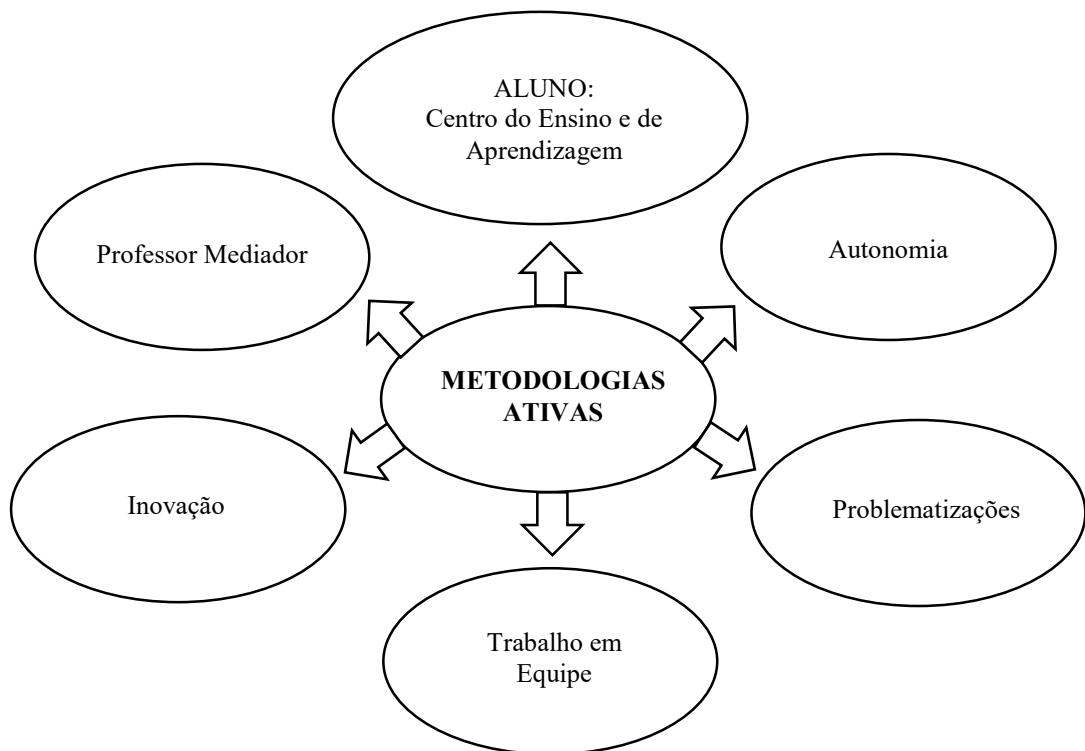 ALUNO:
Centro do Ensino e de
Aprendizagem
Professor Mediador
Autonomia
METODOLOGIAS
ATIVAS
Inovação
Problematizações
Trabalho em
Equipe